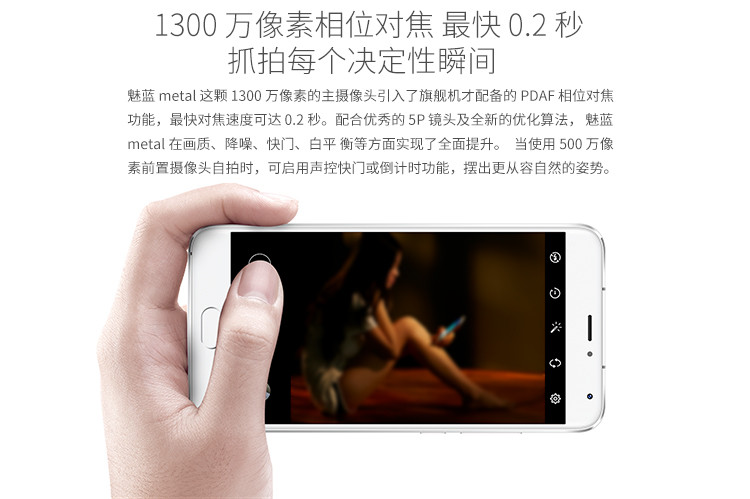 1300 万像素相位对焦 最快 0.2 秒
抓拍每个决定性瞬间
魅蓝 metal 这颗 1300 万像素的主摄像头引入了旗舰机才配备的 PDAF 相位对焦
功能，最快对焦速度可达 0.2 秒。配合优秀的 5P 镜头及全新的优化算法， 魅蓝
metal 在画质、降噪、快门、白平 衡等方面实现了全面提升。 当使用 500 万像
素前置摄像头自拍时，可启用声控快门或倒计时功能，摆出更从容自然的姿势。